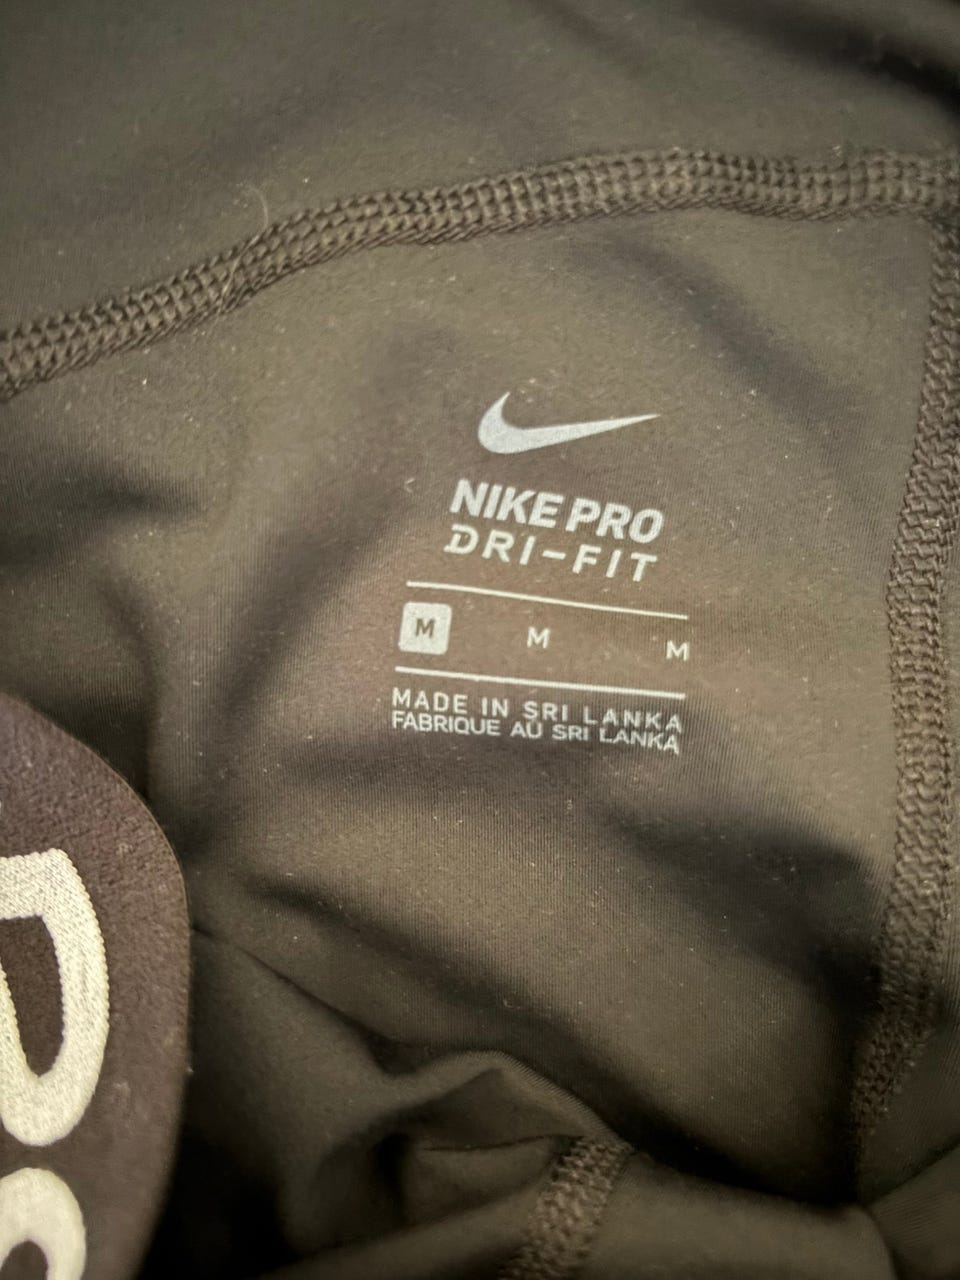 NIKE PRO
DRI-FIT
M M M
MADE IN SRI LANKA
FABRIQUE AU SRI LANKA